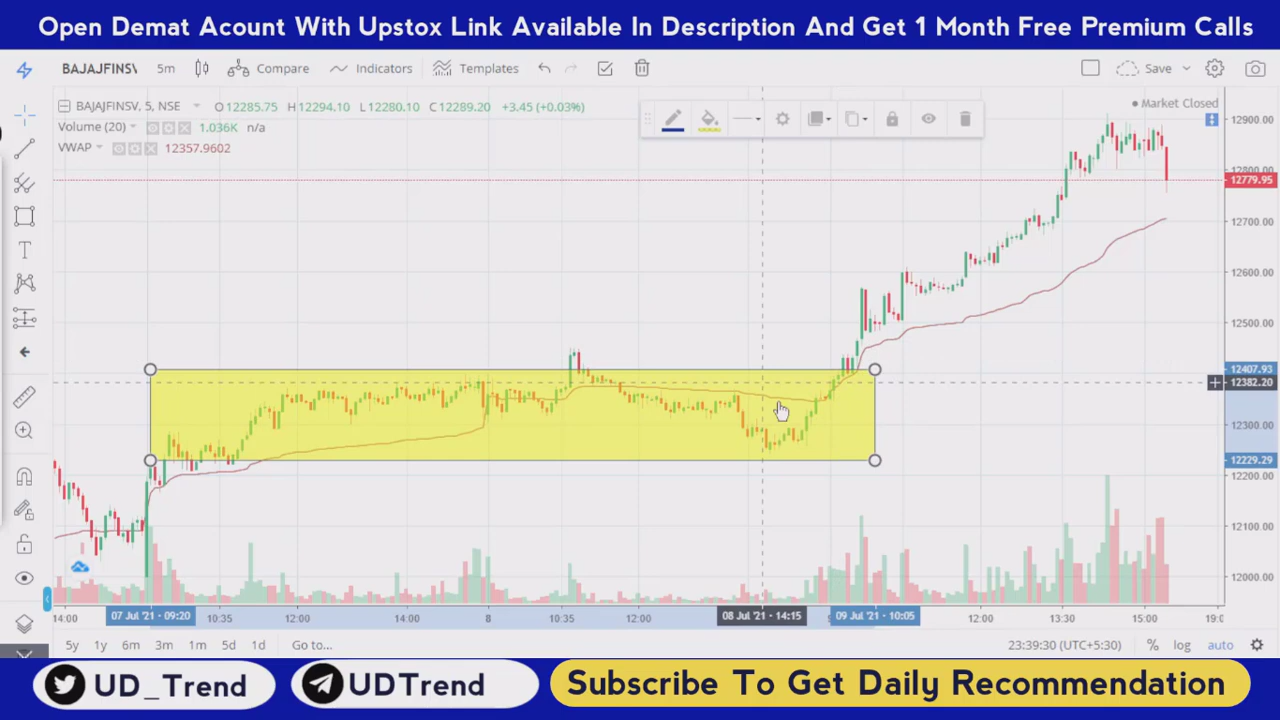 Open Demat Acount With Upstox Link Available In Description And Get 1 Month Free Premium Calls
BAJAJFINSV 5m Compare Indicators Templates Save
BAJAJFINSV, 5, NSE O12285.75 H12294.10 L12280.10 C12289.20 +3.45 (+0.03%)
Market Closed
Volume (20) 1.036K n/a
VWAP 12357.9602
12900.00
12800.00
12779.95
12700.00
12600.00
12500.00
12407.93
12382.20
12300.00
12229.29
12200.00
12100.00
12000.00
14:00 07 Jul '21 - 09:20 10:35 12:00 14:00 8 10:35 12:00 08 Jul '21 - 14:15 09 Jul '21 - 10:05 12:00 13:30 15:00 19:0
5y 1y 6m 3m 1m 5d 1d Go to... 23:39:30 (UTC+5:30) % log auto
UD_Trend UDTrend Subscribe To Get Daily Recommendation